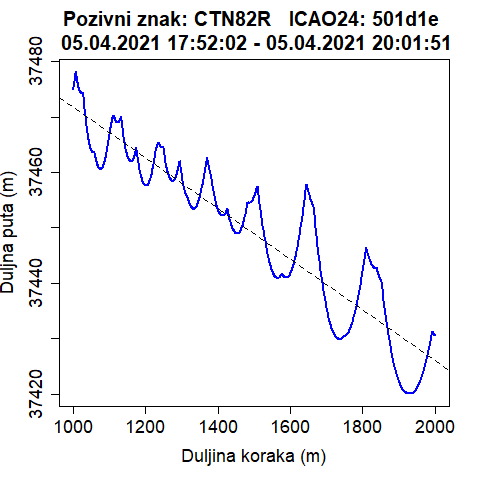 Pozivni znak: CTN82R   ICAO24: 501d1e
05.04.2021 17:52:02 - 05.04.2021 20:01:51
Duljna puta (m)
37480
37460
37440
37420
1000 1200 1400 1600 1800 2000
Duljina koraka (m)